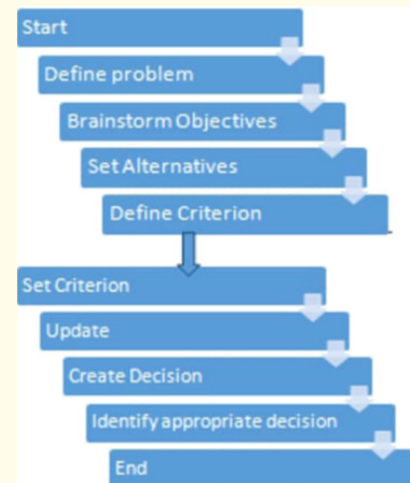 Start
Define problem
Brainstorm Objectives
Set Alternatives
Define Criterion
Set Criterion
Update
Create Decision
Identify appropriate decision
End